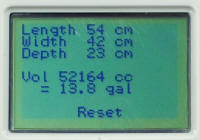 Length 54 cm
Width 42 cm
Depth 23 cm
Vol 52164 cc
= 13.8 gal
Reset